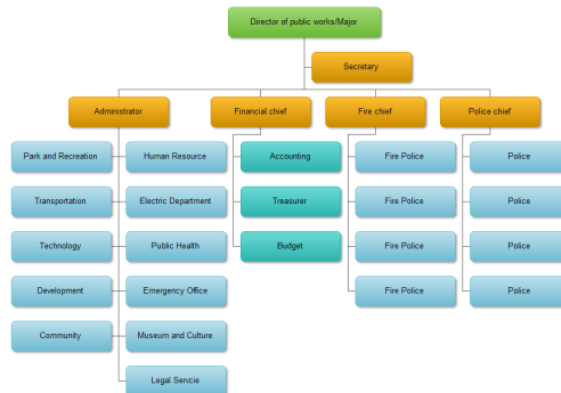 Director of public works/Major
Secretary
Administrator
Financial chief
Fire chief
Police chief
Park and Recreation
Human Resource
Accounting
Fire Police
Police
Transportation
Electric Department
Treasurer
Fire Police
Police
Technology
Public Health
Budget
Fire Police
Police
Development
Emergency Office
Fire Police
Police
Community
Museum and Culture
Legal Servcie